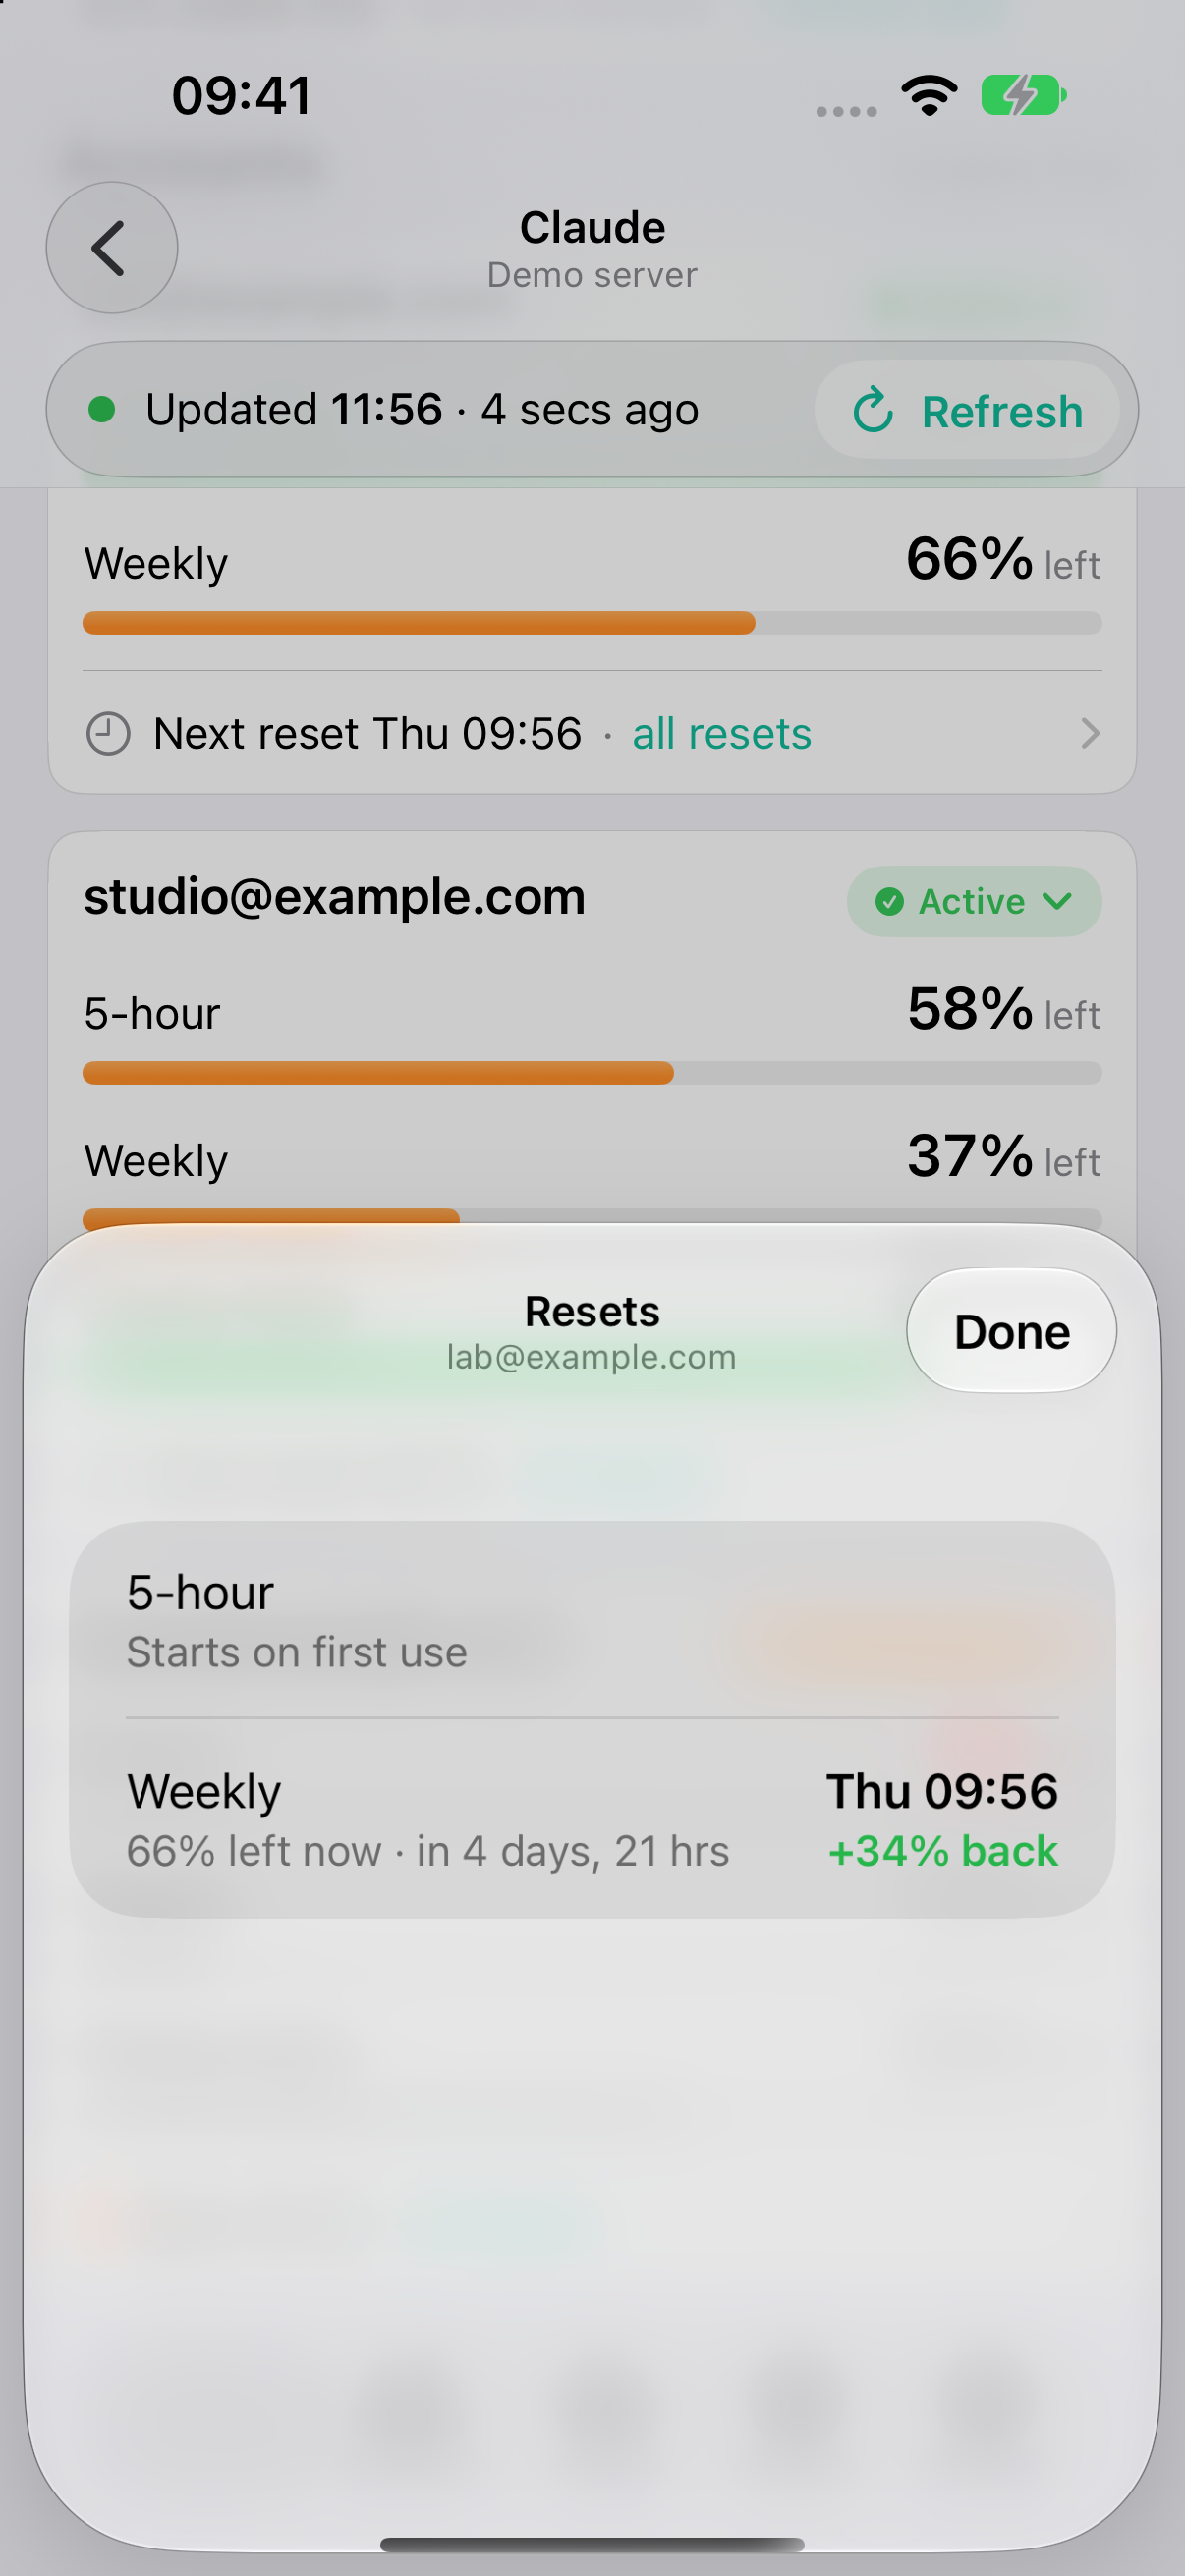 09:41
Claude
Demo server
Updated 11:56 · 4 secs ago
Refresh
Weekly
66% left
Next reset Thu 09:56 · all resets
studio@example.com
Active
5-hour
58% left
Weekly
37% left
Resets
lab@example.com
Done
5-hour
Starts on first use
Weekly
Thu 09:56
66% left now · in 4 days, 21 hrs
+34% back